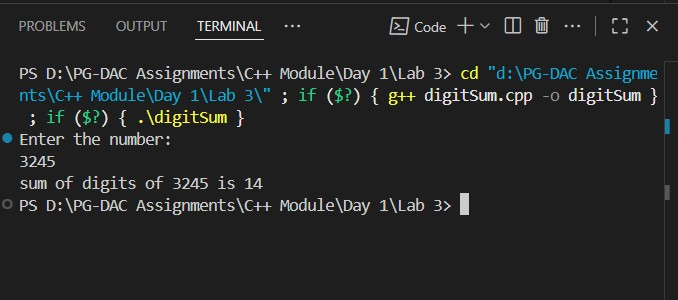 PROBLEMS OUTPUT TERMINAL ... Code
PS D:\PG-DAC Assignments\C++ Module\Day 1\Lab 3> cd "d:\PG-DAC Assignme
nts\C++ Module\Day 1\Lab 3\" ; if ($?) { g++ digitSum.cpp -o digitSum }
; if ($?) { .\digitSum }
Enter the number:
3245
sum of digits of 3245 is 14
PS D:\PG-DAC Assignments\C++ Module\Day 1\Lab 3>